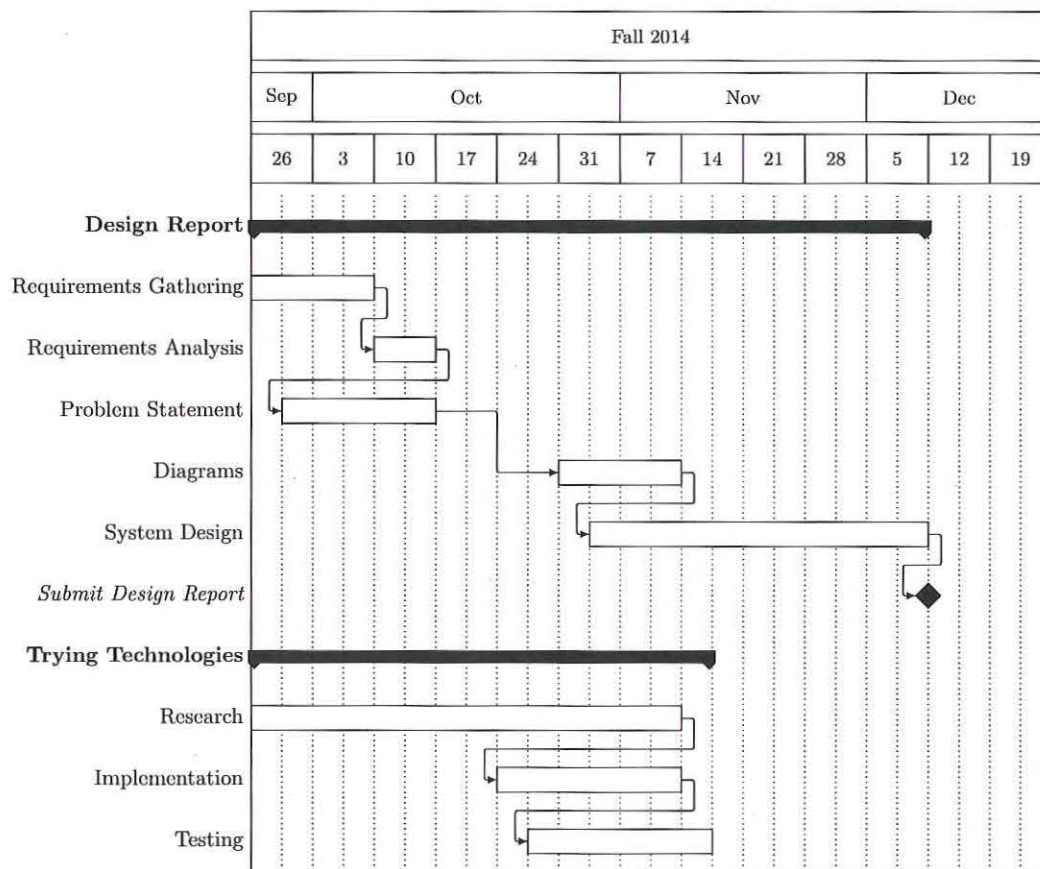 Fall 2014
Sep Oct Nov Dec
26 3 10 17 24 31 7 14 21 28 5 12 19
Design Report
Requirements Gathering
Requirements Analysis
Problem Statement
Diagrams
System Design
Submit Design Report
Trying Technologies
Research
Implementation
Testing